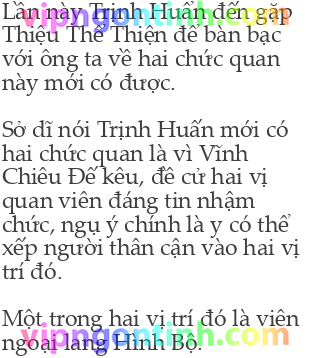 Lần này Trịnh Huấn đến gặp
Thiệu Thế Thiện để bàn bạc
với ông ta về hai chức quan
này mới có được.
Sở dĩ nói Trịnh Huấn mới có
hai chức quan là vì Vĩnh
Chiêu Đế kêu, đề cử hai vị
quan viên đáng tin nhậm
chức, ngụ ý chính là y có thể
xếp người thân cận vào hai vị
trí đó.
Một trong hai vị trí đó là viên
ngoại lang Hình Bộ.
vipngontinh.com
vipngontinh.com